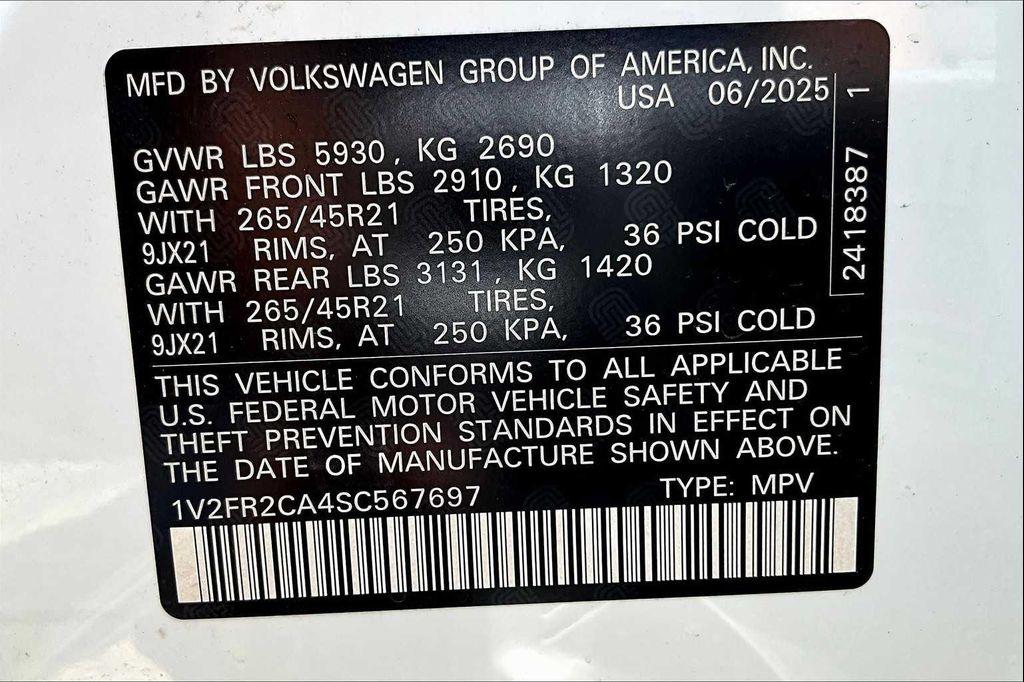 MFD BY VOLKSWAGEN GROUP OF AMERICA, INC.
USA 06/2025
GVWR LBS 5930, KG 2690
GAWR FRONT LBS 2910, KG 1320
WITH 265/45R21 TIRES,
9JX21 RIMS, AT 250 KPA, 36 PSI COLD
GAWR REAR LBS 3131, KG 1420
WITH 265/45R21 TIRES,
9JX21 RIMS, AT 250 KPA, 36 PSI COLD
THIS VEHICLE CONFORMS TO ALL APPLICABLE
U.S. FEDERAL MOTOR VEHICLE SAFETY AND
THEFT PREVENTION STANDARDS IN EFFECT ON
THE DATE OF MANUFACTURE SHOWN ABOVE.
1V2FR2CA4SC567697 TYPE: MPV
2418387 1